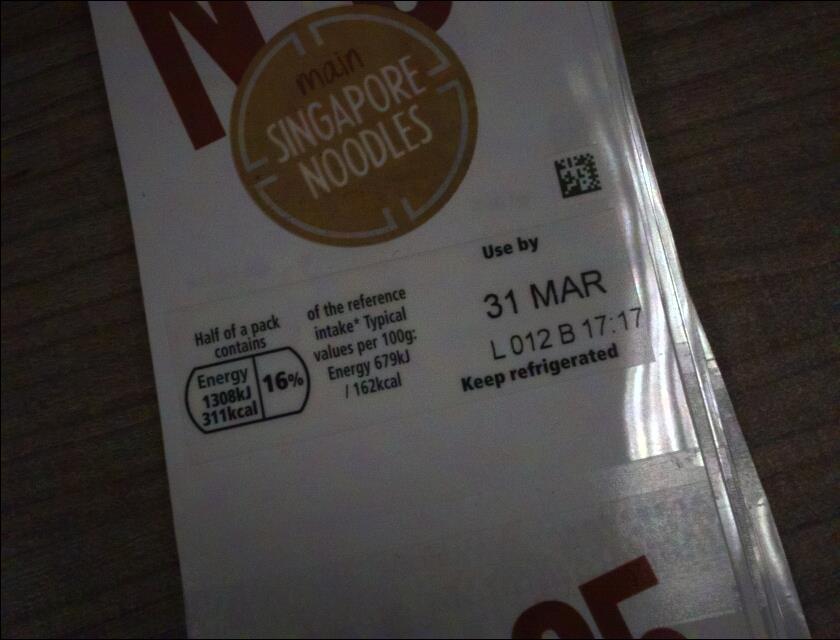 main
SINGAPORE
NOODLES
Use by
31 MAR
L 012 B 17:17
Keep refrigerated
Half of a pack
contains
Energy
1308kJ
311kcal
16%
of the reference
intake* Typical
values per 100g:
Energy 679kJ
/ 162kcal